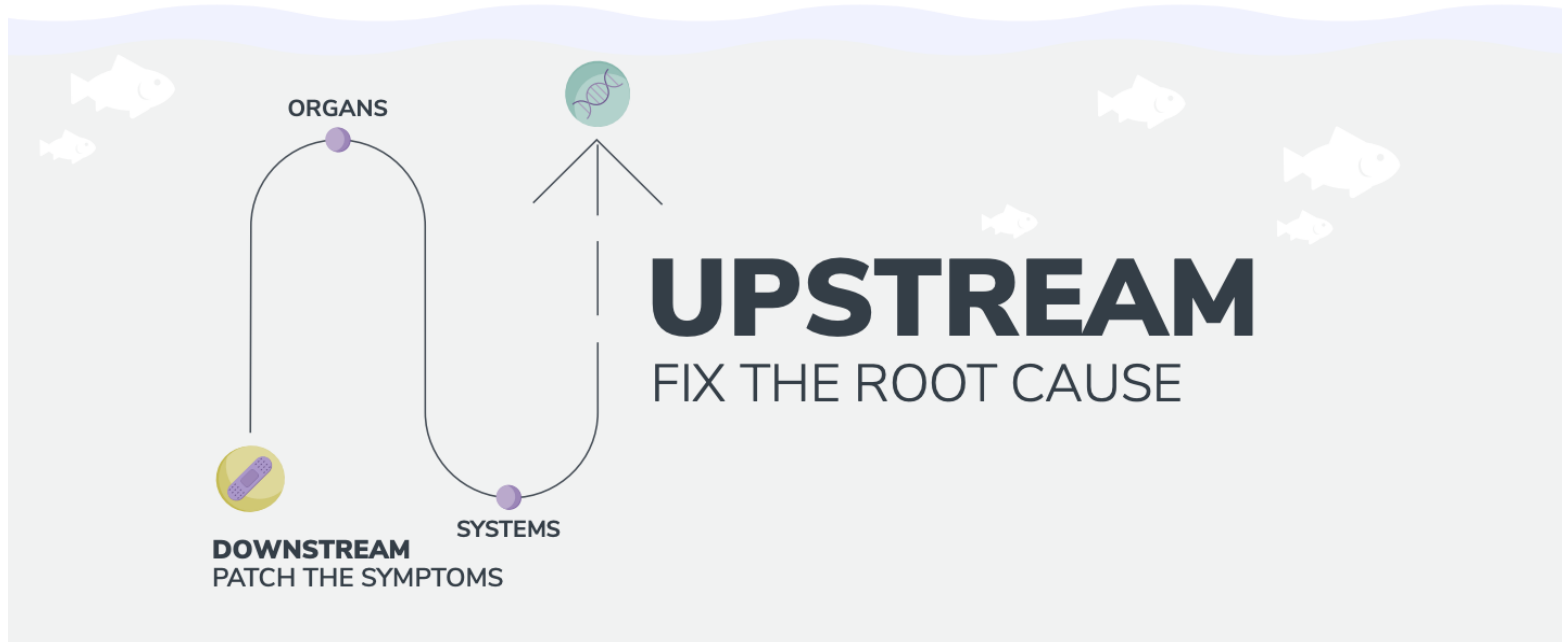 ORGANS
UPSTREAM
FIX THE ROOT CAUSE
SYSTEMS
DOWNSTREAM
PATCH THE SYMPTOMS